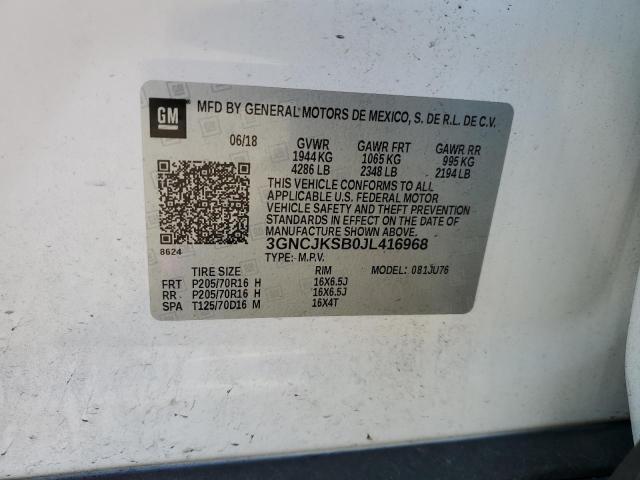 GM
MFD BY GENERAL MOTORS DE MEXICO, S. DE R.L. DE C.V.
06/18 GVWR GAWR FRT GAWR RR
1944 KG 1065 KG 995 KG
4286 LB 2348 LB 2194 LB
THIS VEHICLE CONFORMS TO ALL
APPLICABLE U.S. FEDERAL MOTOR
VEHICLE SAFETY AND THEFT PREVENTION
STANDARDS IN EFFECT ON THE DATE OF
MANUFACTURE SHOWN ABOVE.
8624 3GNCJKSB0JL416968
TYPE: M.P.V.
TIRE SIZE RIM MODEL: 081JU76
FRT P205/70R16 H 16X6.5J
RR P205/70R16 H 16X6.5J
SPA T125/70D16 M 16X4T